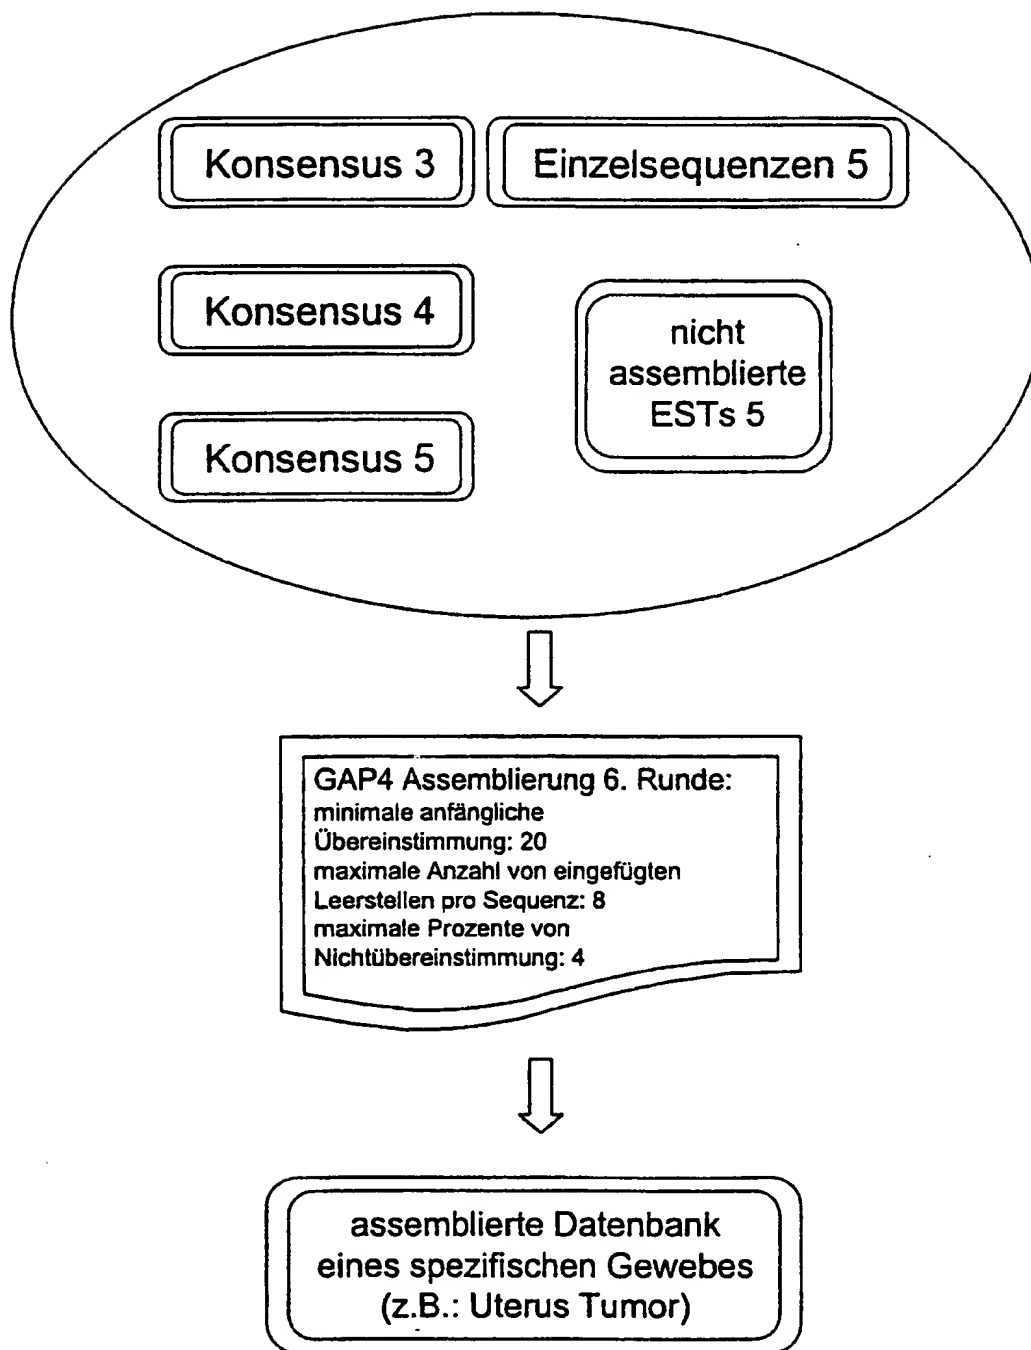 Konsensus 3
Einzelsequenzen 5
Konsensus 4
nicht
assemblierte
ESTs 5
Konsensus 5
GAP4 Assemblierung 6. Runde:
minimale anfängliche
Übereinstimmung: 20
maximale Anzahl von eingefügten
Leerstellen pro Sequenz: 8
maximale Prozente von
Nichtübereinstimmung: 4
assemblierte Datenbank
eines spezifischen Gewebes
(z.B.: Uterus Tumor)